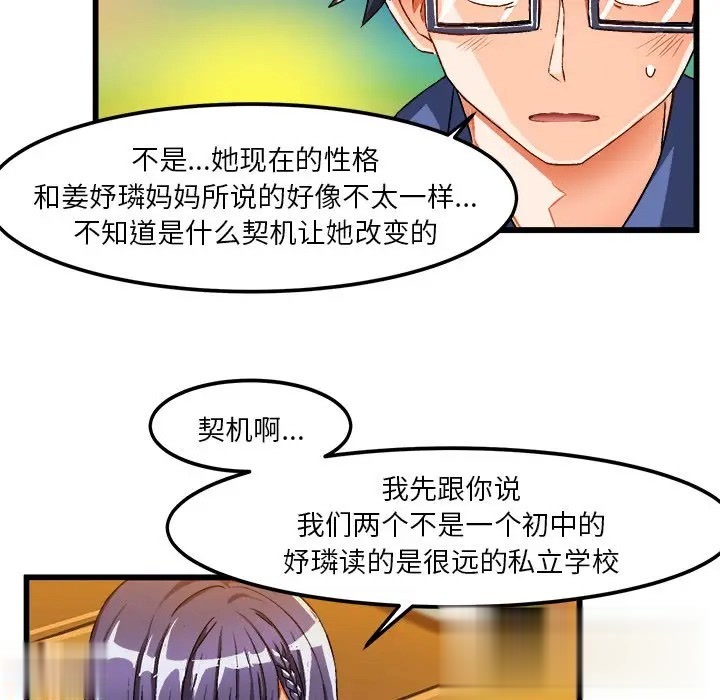 不是...她现在的性格
和姜妤璘妈妈所说的好像不太一样...
不知道是什么契机让她改变的
契机啊...
我先跟你说
我们两个不是一个初中的
妤璘读的是很远的私立学校